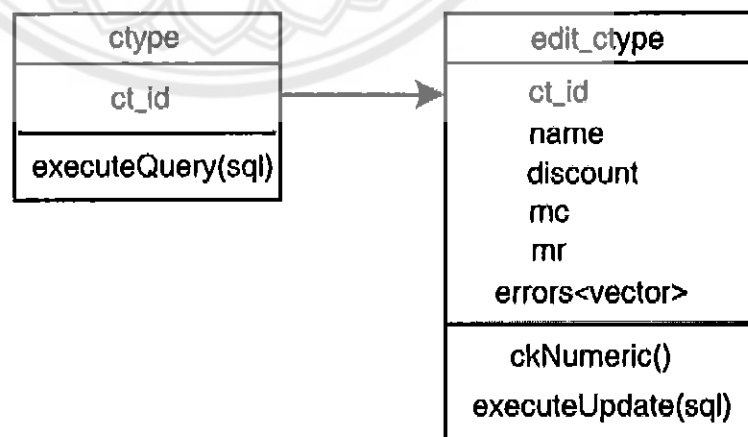 ctype
ct_id
executeQuery(sql)
edit_ctype
ct_id
name
discount
mc
mr
errors<vector>
ckNumeric()
executeUpdate(sql)